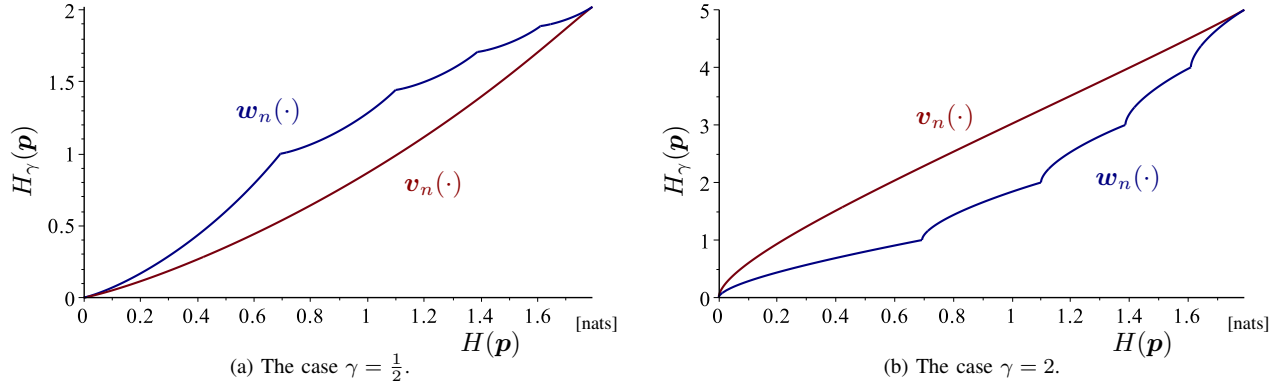 2
1.5
1
0.5
0
H_γ(p)
w_n(·)
v_n(·)
0 0.2 0.4 0.6 0.8 1 1.2 1.4 1.6 [nats]
H(p)
(a) The case γ = 1/2.
5
4
3
2
1
0
H_γ(p)
v_n(·)
w_n(·)
0 0.2 0.4 0.6 0.8 1 1.2 1.4 1.6 [nats]
H(p)
(b) The case γ = 2.